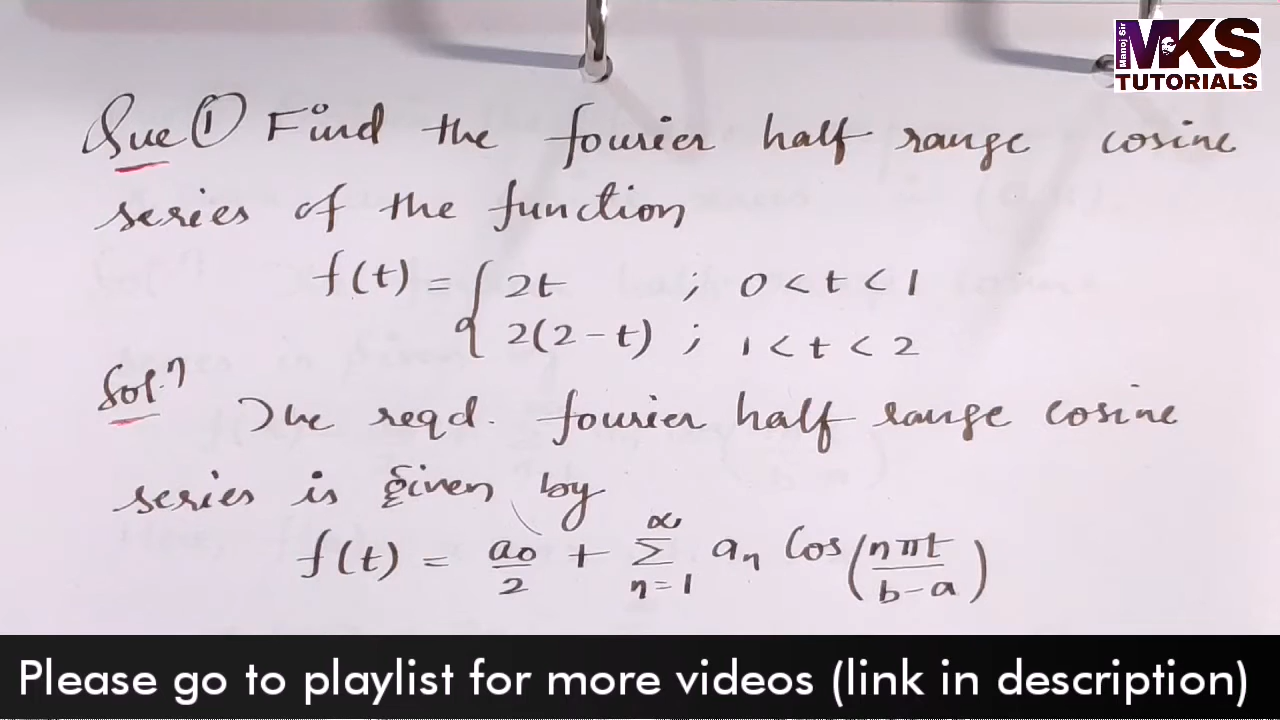 Manoj Sir
MKS
TUTORIALS
Que ① Find the fourier half range cosine
series of the function
f(t) = { 2t ; 0 < t < 1
2(2-t) ; 1 < t < 2
Sol.ⁿ
The reqd. fourier half range cosine
series is given by
f(t) = a₀/2 + ∑_{n=1}^{∞} aₙ Cos(nπt/(b-a))
Please go to playlist for more videos (link in description)